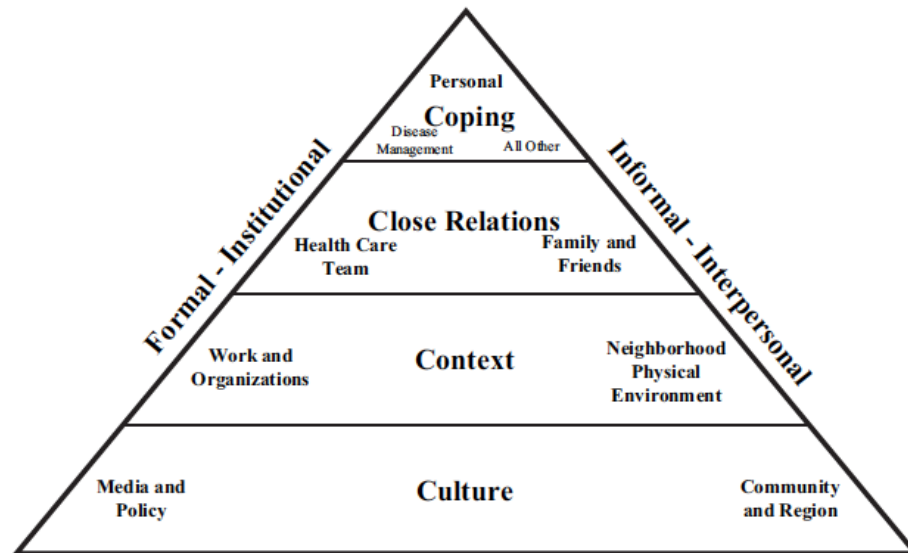 Personal
Coping
Disease
Management
All Other
Formal - Institutional
Informal - Interpersonal
Close Relations
Health Care
Team
Family and
Friends
Work and
Organizations
Context
Neighborhood
Physical
Environment
Media and
Policy
Culture
Community
and Region